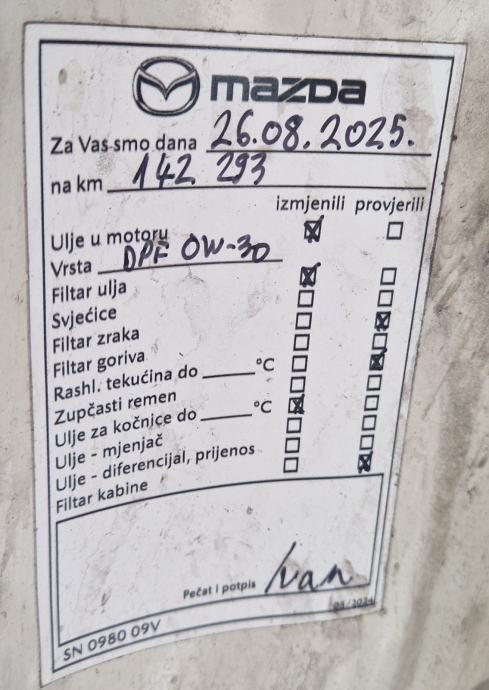 mazda
Za Vas smo dana 26.08.2025.
na km 142 293
izmjenili provjerili
Ulje u motoru
Vrsta DPF 0W-30
Filtar ulja
Svjećice
Filtar zraka
Filtar goriva
Rashl. tekućina do °C
Zupčasti remen
Ulje za kočnice do °C
Ulje - mjenjač
Ulje - diferencijal, prijenos
Filtar kabine
Pečat i potpis Ivan
SN 0980 09V